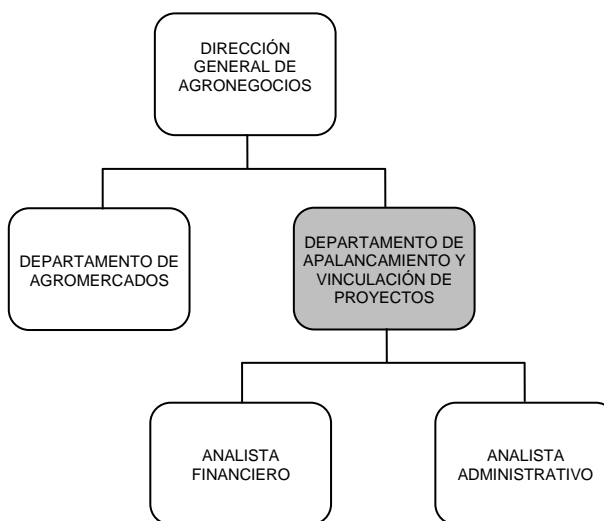 DIRECCIÓN
GENERAL DE
AGRONEGOCIOS
DEPARTAMENTO DE
AGROMERCADOS
DEPARTAMENTO DE
APALANCAMIENTO Y
VINCULACIÓN DE
PROYECTOS
ANALISTA
FINANCIERO
ANALISTA
ADMINISTRATIVO